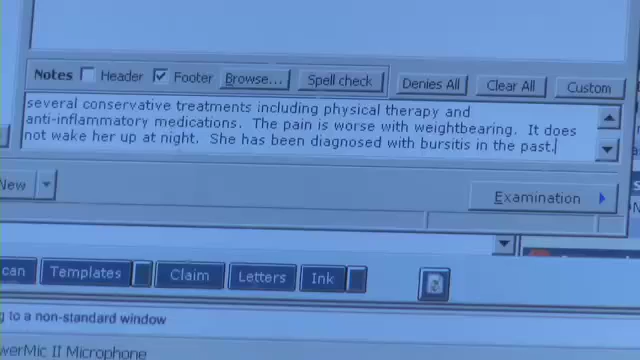 Notes Header Footer Browse... Spell check Denies All Clear All Custom
several conservative treatments including physical therapy and
anti-inflammatory medications.  The pain is worse with weightbearing.  It does
not wake her up at night.  She has been diagnosed with bursitis in the past.
New
Examination
can Templates Claim Letters Ink
g to a non-standard window
werMic II Microphone